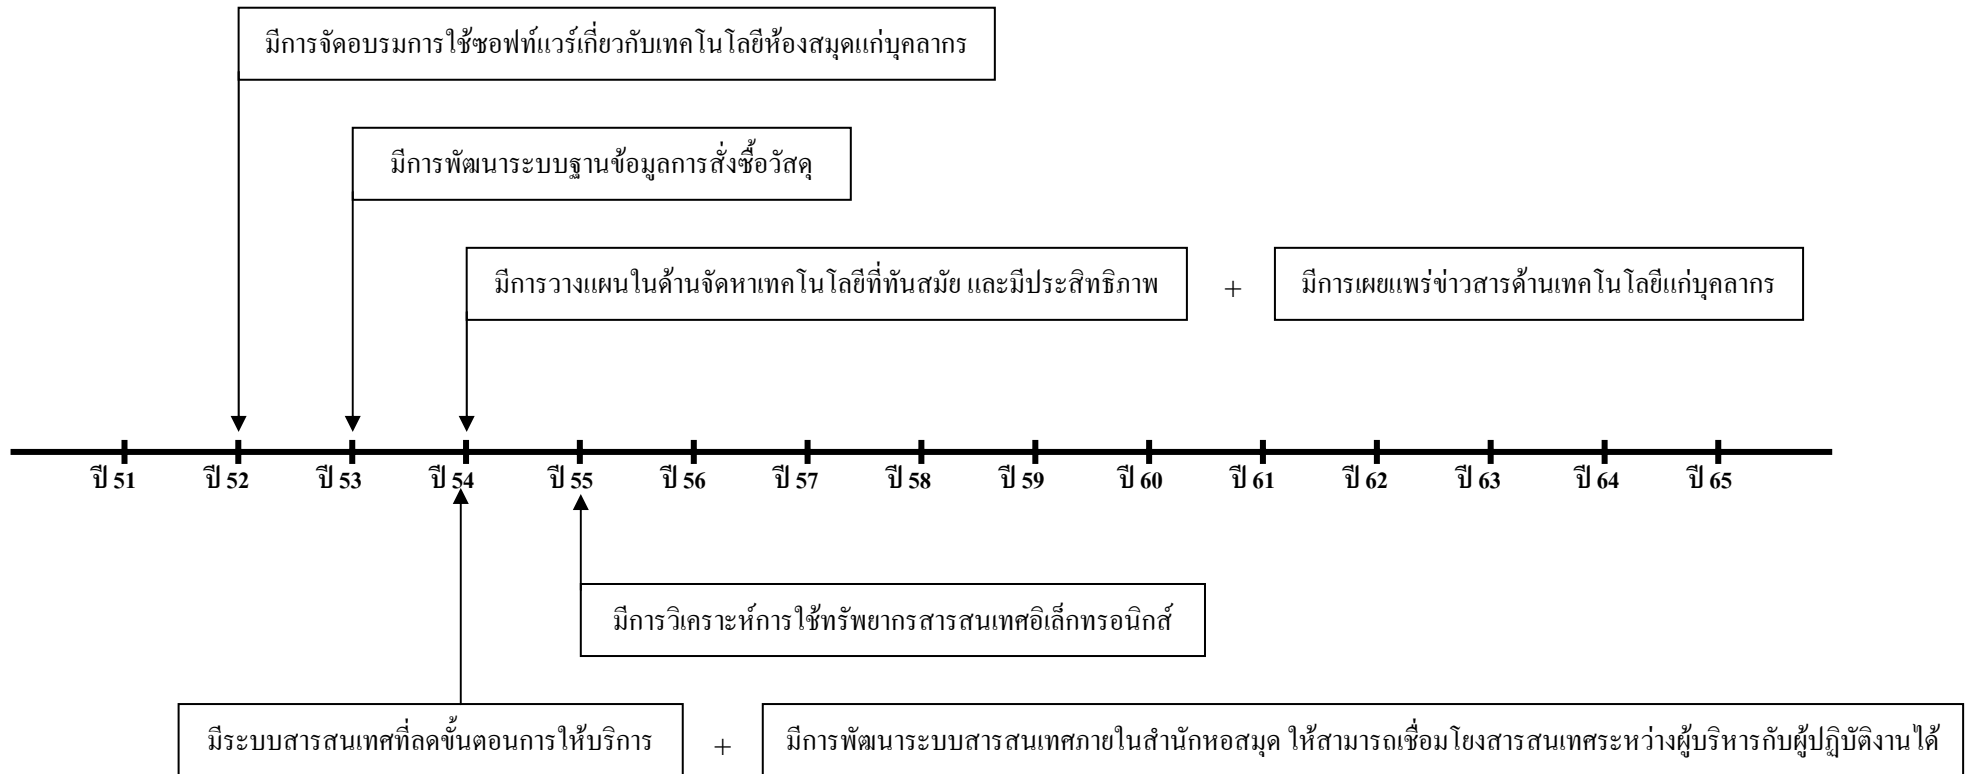 มีการจัดอบรมการใช้ซอฟท์แวร์เกี่ยวกับเทคโนโลยีห้องสมุดแก่บุคลากร
มีการพัฒนาระบบฐานข้อมูลการสั่งซื้อวัสดุ
มีการวางแผนในด้านจัดหาเทคโนโลยีที่ทันสมัย และมีประสิทธิภาพ + มีการเผยแพร่ข่าวสารด้านเทคโนโลยีแก่บุคลากร
ปี 51 ปี 52 ปี 53 ปี 54 ปี 55 ปี 56 ปี 57 ปี 58 ปี 59 ปี 60 ปี 61 ปี 62 ปี 63 ปี 64 ปี 65
มีการวิเคราะห์การใช้ทรัพยากรสารสนเทศอิเล็กทรอนิกส์
มีระบบสารสนเทศที่ลดขั้นตอนการให้บริการ + มีการพัฒนาระบบสารสนเทศภายในสำนักหอสมุด ให้สามารถเชื่อมโยงสารสนเทศระหว่างผู้บริหารกับผู้ปฏิบัติงานได้